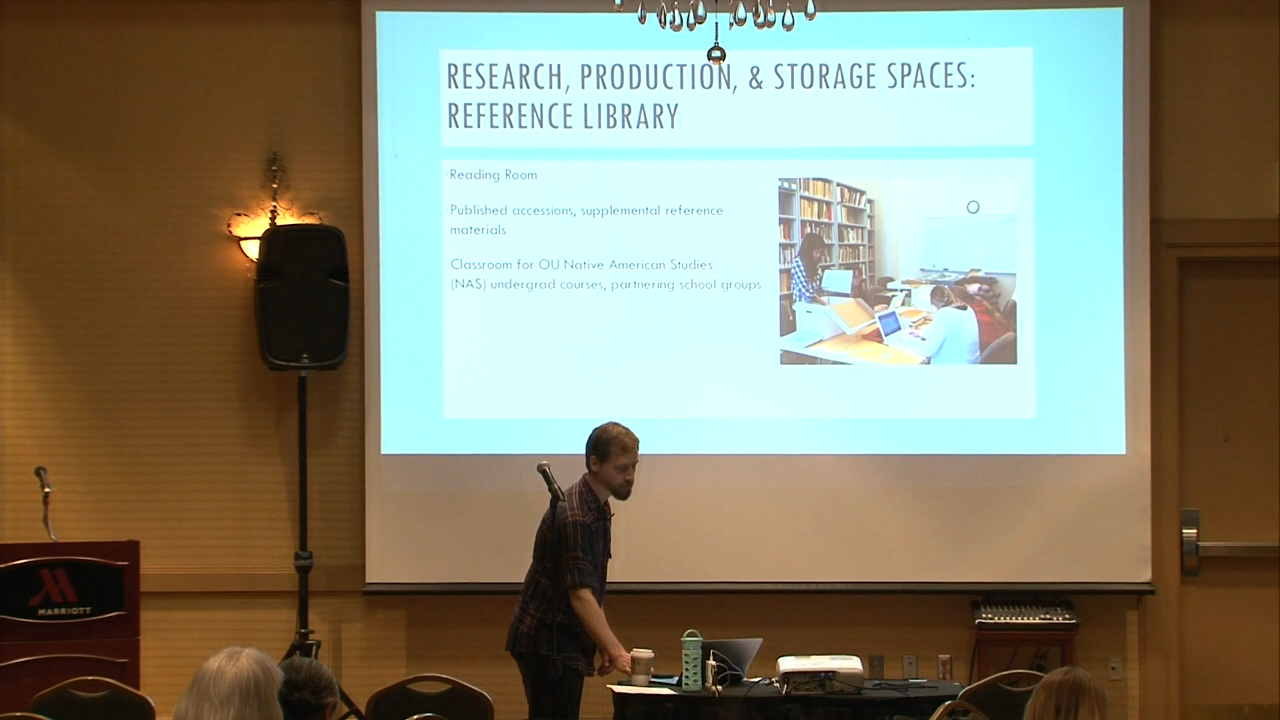 RESEARCH, PRODUCTION, & STORAGE SPACES:
REFERENCE LIBRARY
Reading Room
Published accessions, supplemental reference
materials
Classroom for OU Native American Studies
(NAS) undergrad courses, partnering school groups
MARRIOTT